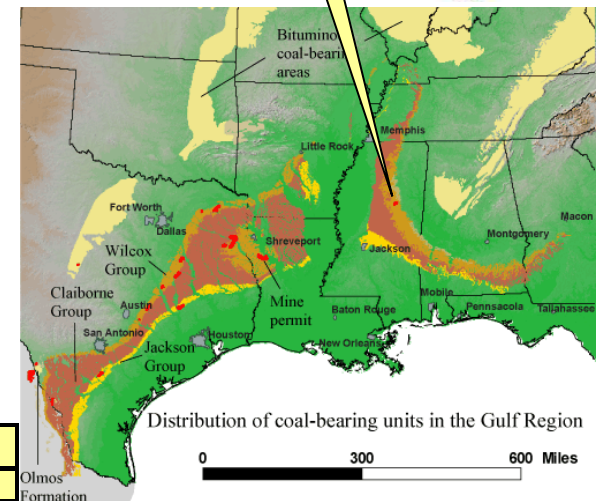 Bitumino
coal-bearin
areas
Memphis
Little Rock
Fort Worth
Dallas
Macon
Montgomery
Shreveport
Jackson
Wilcox
Group
Claiborne
Group
Mine
permit
Mobile
Baton Rouge
Pennsacola
Tallahassee
Austin
San Antonio
Houston
New Orleans
Jackson
Group
Distribution of coal-bearing units in the Gulf Region
0 300 600 Miles
Olmos
Formation